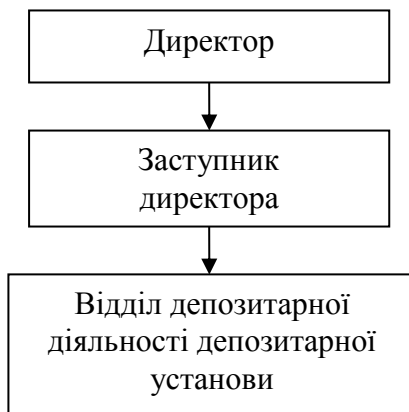 Директор
Заступник
директора
Відділ депозитарної
діяльності депозитарної
установи